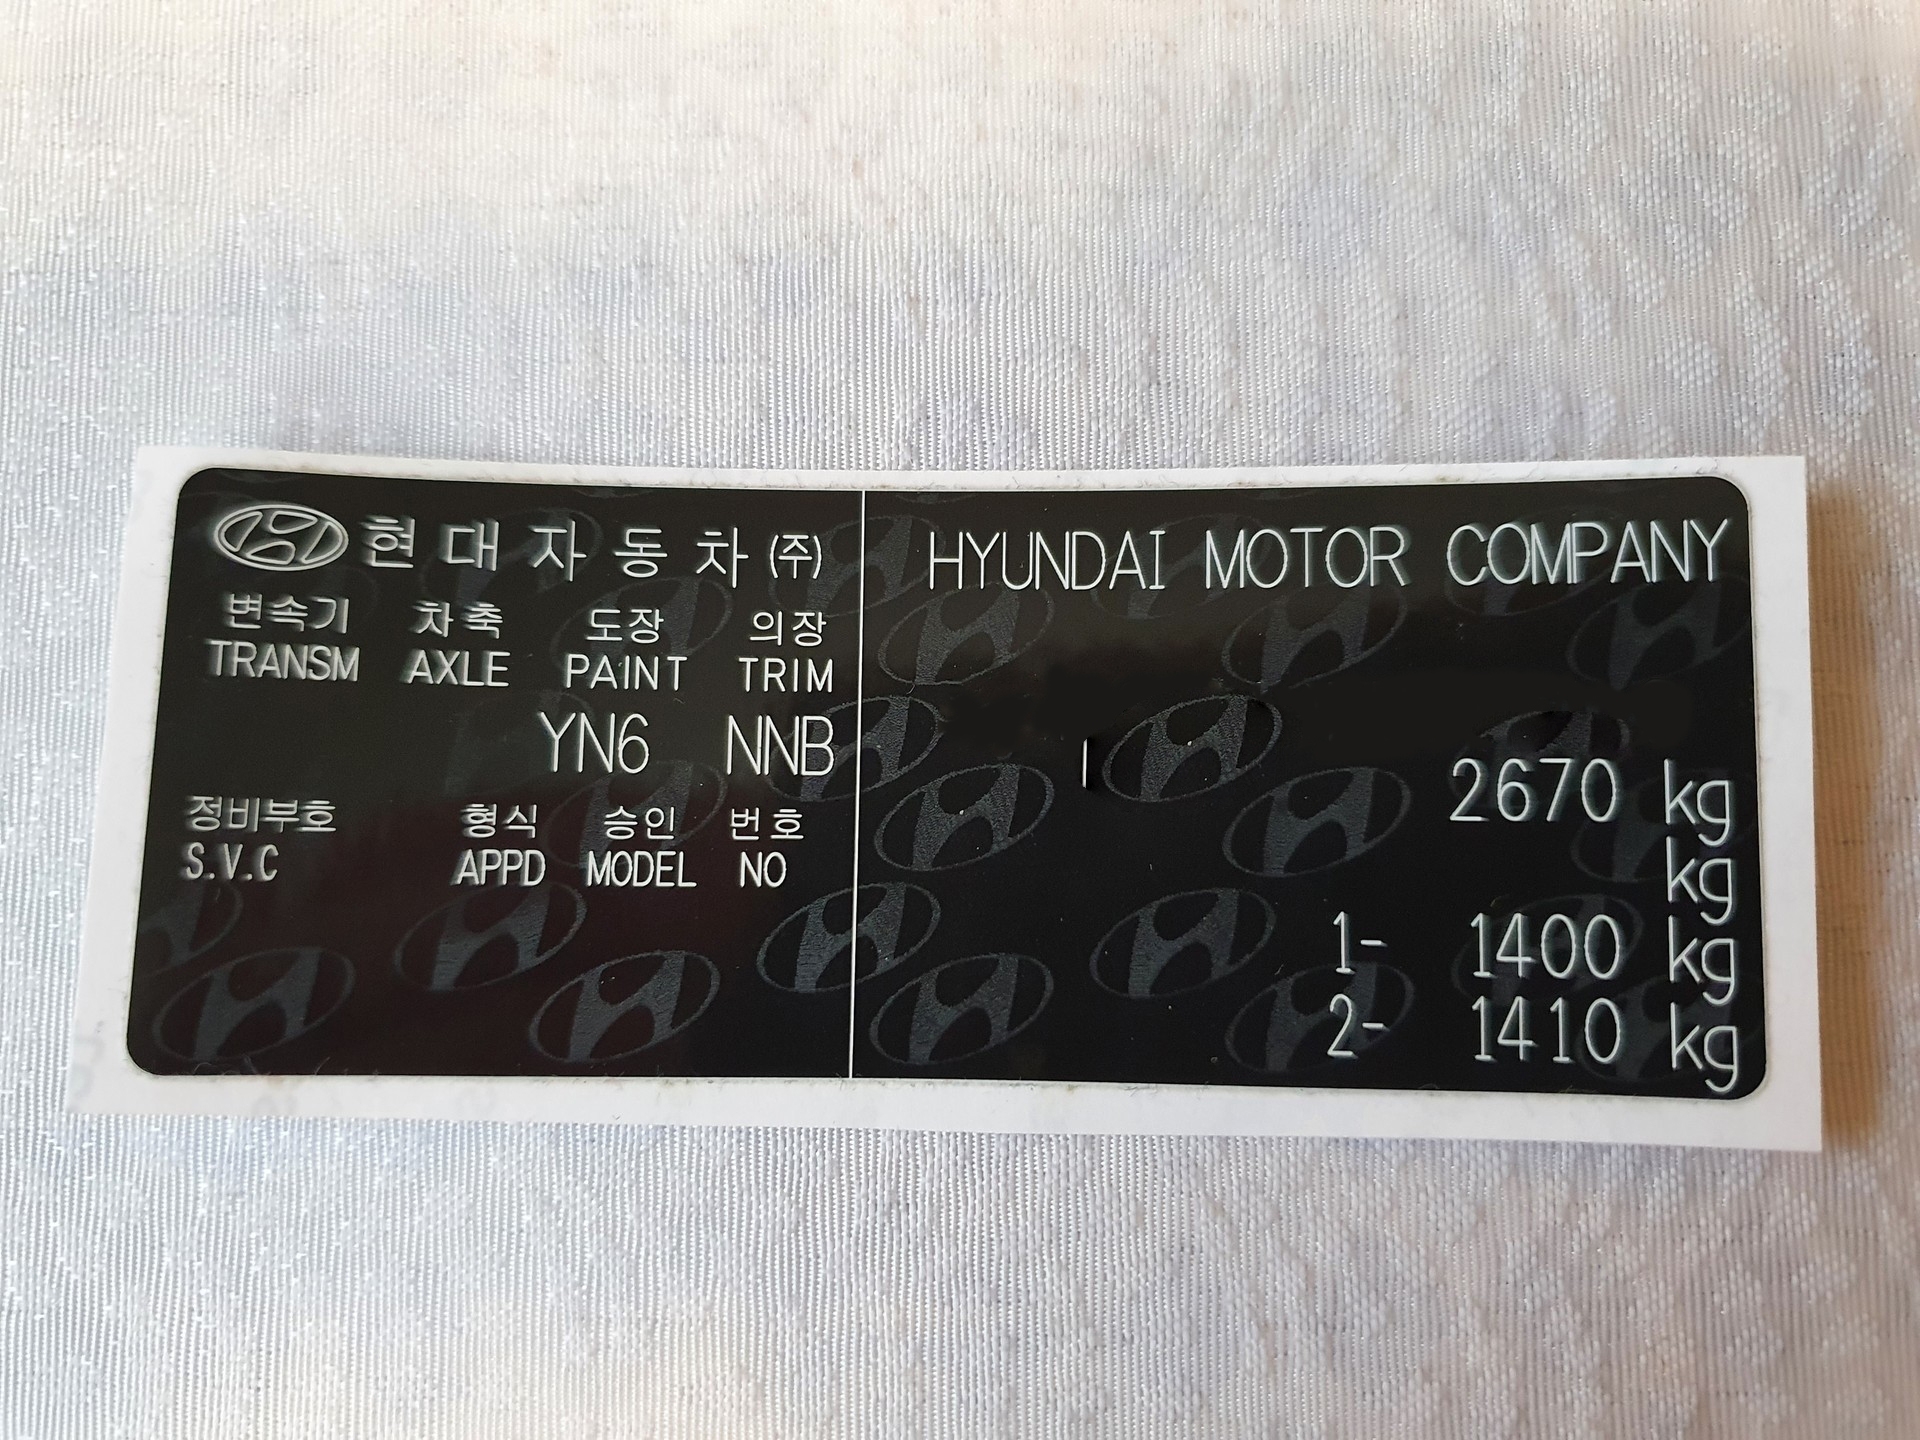 현대자동차(주)
변속기 차축 도장 의장
TRANSM AXLE PAINT TRIM
YN6 NNB
정비부호 형식 승인 번호
S.V.C APPD MODEL NO
HYUNDAI MOTOR COMPANY
2670 kg
kg
1- 1400 kg
2- 1410 kg